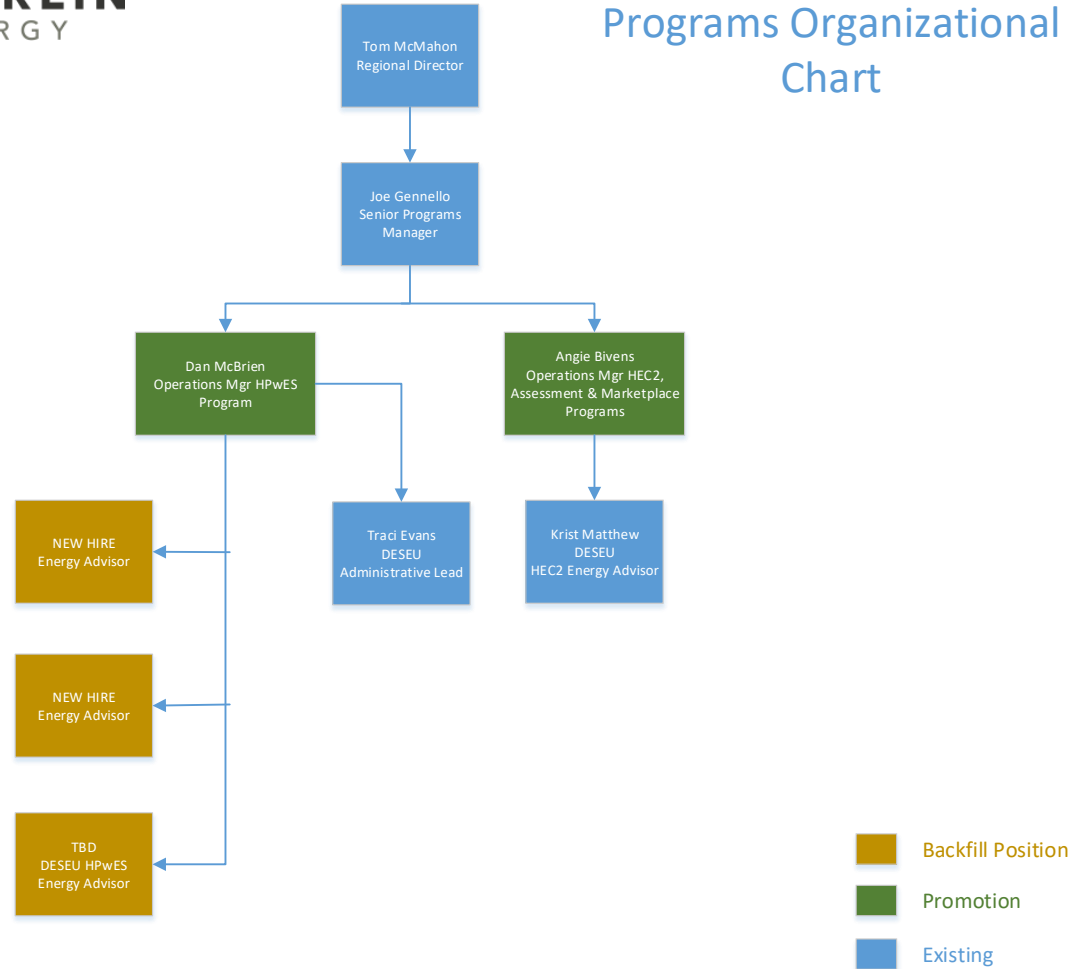 ERGY
Programs Organizational
Chart
Tom McMahon
Regional Director
Joe Gennello
Senior Programs
Manager
Dan McBrien
Operations Mgr HPwES
Program
Angie Bivens
Operations Mgr HEC2,
Assessment & Marketplace
Programs
NEW HIRE
Energy Advisor
Traci Evans
DESEU
Administrative Lead
Krist Matthew
DESEU
HEC2 Energy Advisor
NEW HIRE
Energy Advisor
TBD
DESEU HPwES
Energy Advisor
Backfill Position
Promotion
Existing